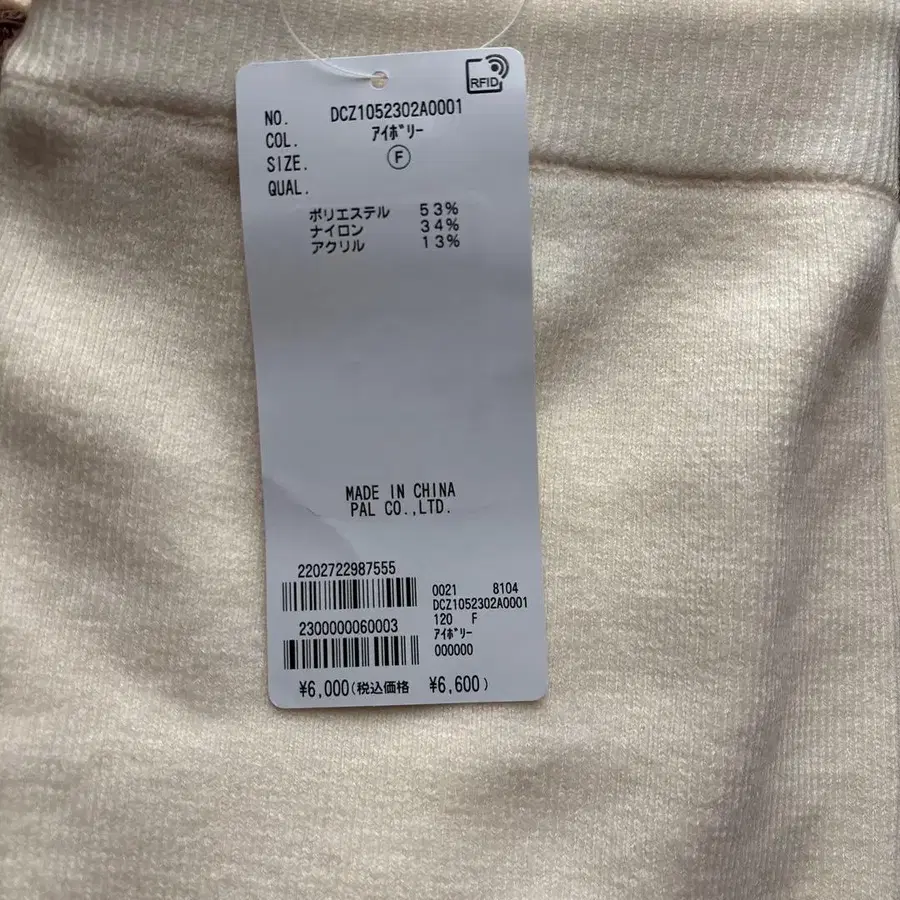 RFID
NO. DCZ1052302A0001
COL. ｱｲﾎﾞﾘｰ
SIZE. Ⓕ
QUAL.
ポリエステル 53%
ナイロン 34%
アクリル 13%
MADE IN CHINA
PAL CO.,LTD.
2202722987555
2300000060003
0021 8104
DCZ1052302A0001
120 F
ｱｲﾎﾞﾘｰ
000000
¥6,000(税込価格 ¥6,600)